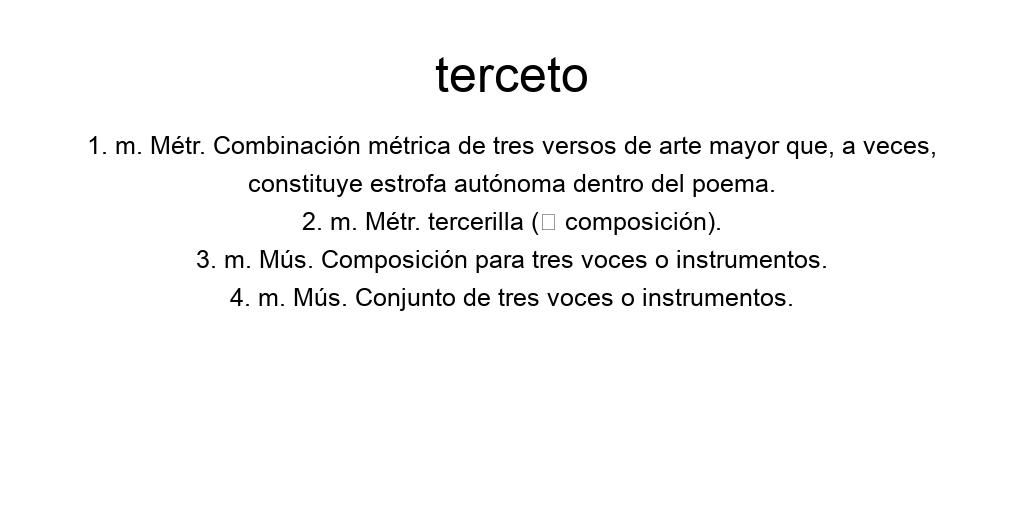 terceto
1. m. Métr. Combinación métrica de tres versos de arte mayor que, a veces,
constituye estrofa autónoma dentro del poema.
2. m. Métr. tercerilla (▯ composición).
3. m. Mús. Composición para tres voces o instrumentos.
4. m. Mús. Conjunto de tres voces o instrumentos.